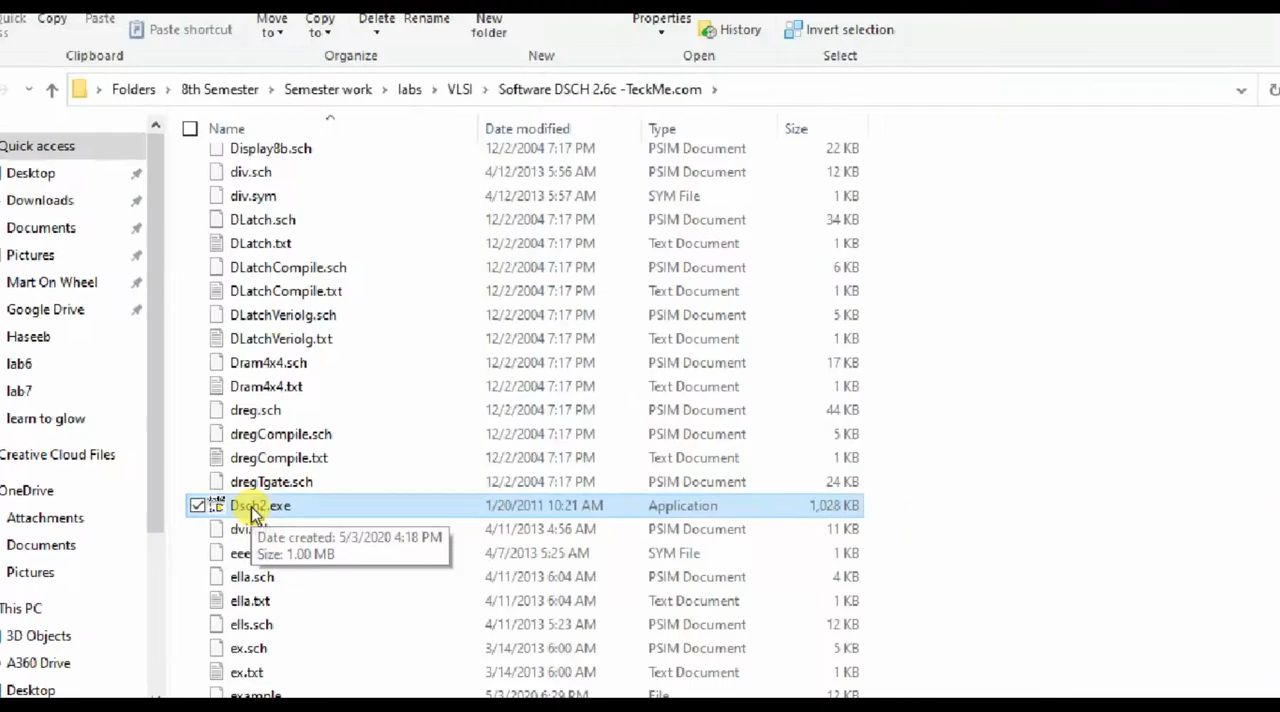 Quick Copy Paste Paste shortcut Move to Copy to Delete Rename New folder Properties History Invert selection
Clipboard Organize New Open Select
Folders 8th Semester Semester work labs VLSI Software DSCH 2.6c -TeckMe.com
Name Date modified Type Size
Display8b.sch 12/2/2004 7:17 PM PSIM Document 22 KB
div.sch 4/12/2013 5:56 AM PSIM Document 12 KB
div.sym 4/12/2013 5:57 AM SYM File 1 KB
DLatch.sch 12/2/2004 7:17 PM PSIM Document 34 KB
DLatch.txt 12/2/2004 7:17 PM Text Document 1 KB
DLatchCompile.sch 12/2/2004 7:17 PM PSIM Document 6 KB
DLatchCompile.txt 12/2/2004 7:17 PM Text Document 1 KB
DLatchVeriolg.sch 12/2/2004 7:17 PM PSIM Document 5 KB
DLatchVeriolg.txt 12/2/2004 7:17 PM Text Document 1 KB
Dram4x4.sch 12/2/2004 7:17 PM PSIM Document 17 KB
Dram4x4.txt 12/2/2004 7:17 PM Text Document 1 KB
dreg.sch 12/2/2004 7:17 PM PSIM Document 44 KB
dregCompile.sch 12/2/2004 7:17 PM PSIM Document 5 KB
dregCompile.txt 12/2/2004 7:17 PM Text Document 1 KB
dregTgate.sch 12/2/2004 7:17 PM PSIM Document 24 KB
Dsch2.exe 1/20/2011 10:21 AM Application 1,028 KB
4/11/2013 4:56 AM PSIM Document 11 KB
4/7/2013 5:25 AM SYM File 1 KB
ella.sch 4/11/2013 6:04 AM PSIM Document 4 KB
ella.txt 4/11/2013 6:04 AM Text Document 1 KB
ells.sch 4/11/2013 5:23 AM PSIM Document 12 KB
ex.sch 3/14/2013 6:00 AM PSIM Document 5 KB
ex.txt 3/14/2013 6:00 AM Text Document 1 KB
example 5/3/2020 6:29 PM File 12 KB
Date created: 5/3/2020 4:18 PM
Size: 1.00 MB
Quick access
Desktop
Downloads
Documents
Pictures
Mart On Wheel
Google Drive
Haseeb
lab6
lab7
learn to glow
Creative Cloud Files
OneDrive
Attachments
Documents
Pictures
This PC
3D Objects
A360 Drive
Desktop